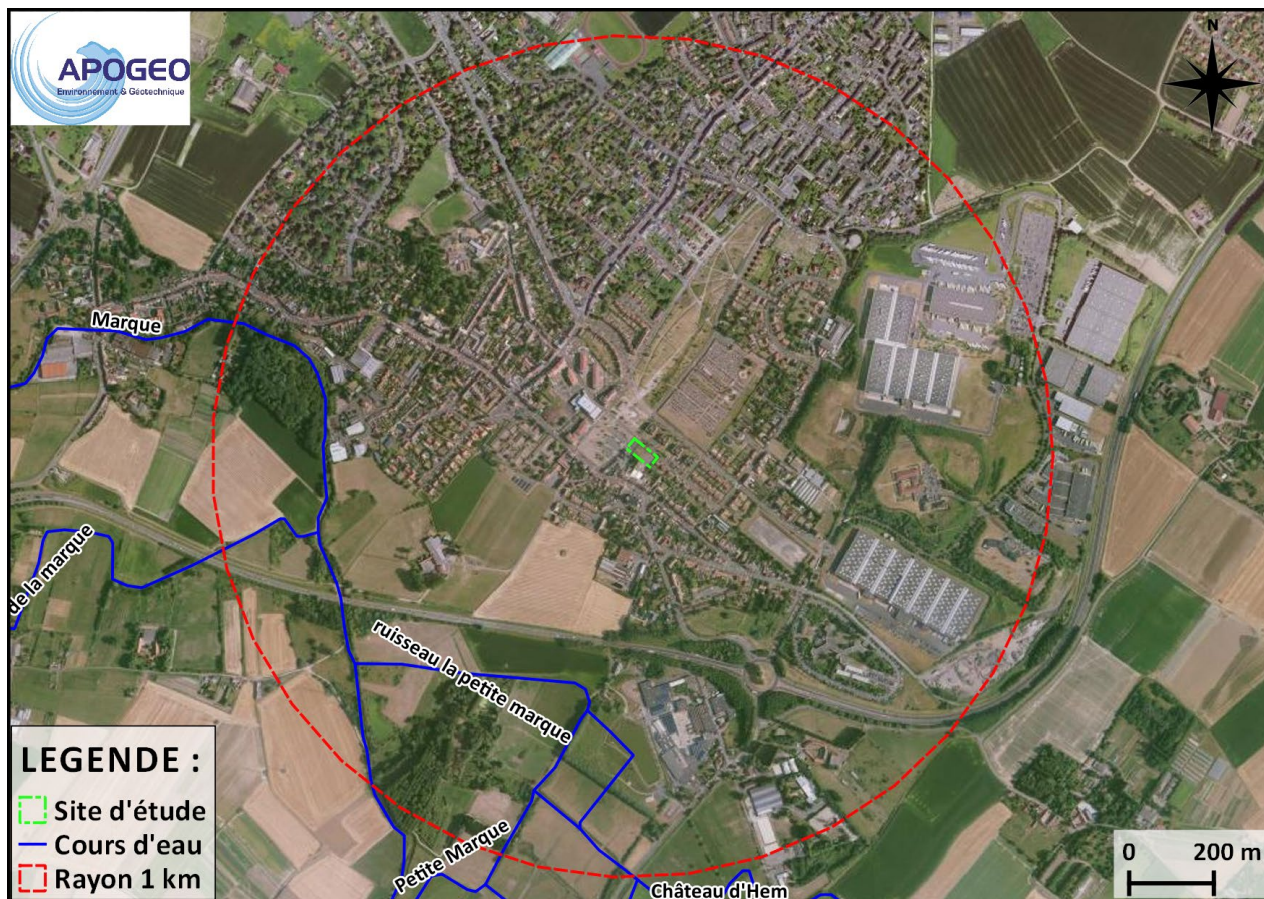 APOGEO
Environnement & Géotechnique
N
Marque
de la marque
ruisseau la petite marque
Petite Marque
Château d'Hem
LEGENDE :
Site d'étude
Cours d'eau
Rayon 1 km
0 200 m